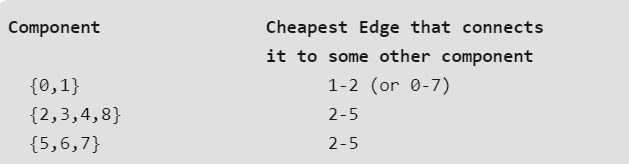 Component Cheapest Edge that connects
it to some other component
{0,1} 1-2 (or 0-7)
{2,3,4,8} 2-5
{5,6,7} 2-5